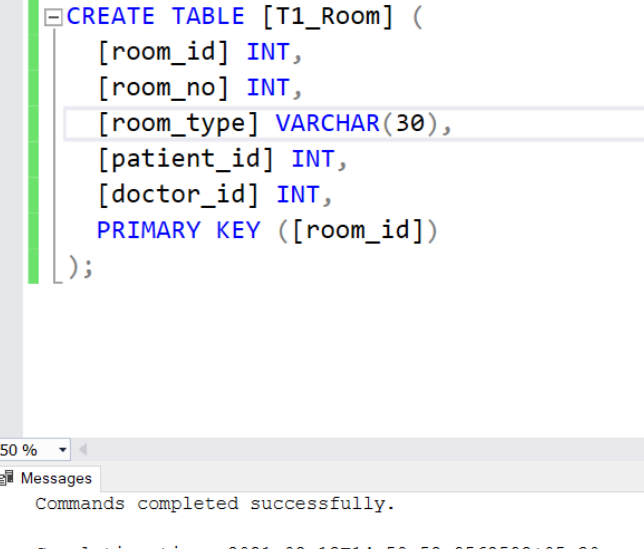 CREATE TABLE [T1_Room] (
[room_id] INT,
[room_no] INT,
[room_type] VARCHAR(30),
[patient_id] INT,
[doctor_id] INT,
PRIMARY KEY ([room_id])
);
50 %
Messages
Commands completed successfully.